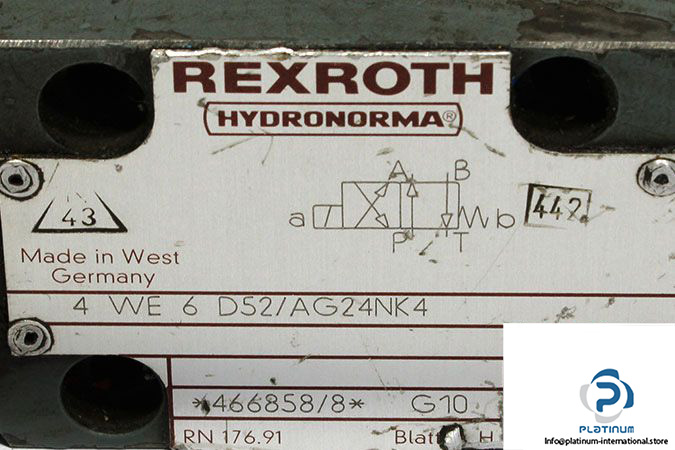 REXROTH
HYDRONORMA®
A B
a b
P T
43
442
Made in West
Germany
4 WE 6 D52/AG24NK4
*466858/8* G10
RN 176.91 Blatt H
PLATINUM
Info@platinum-international.store